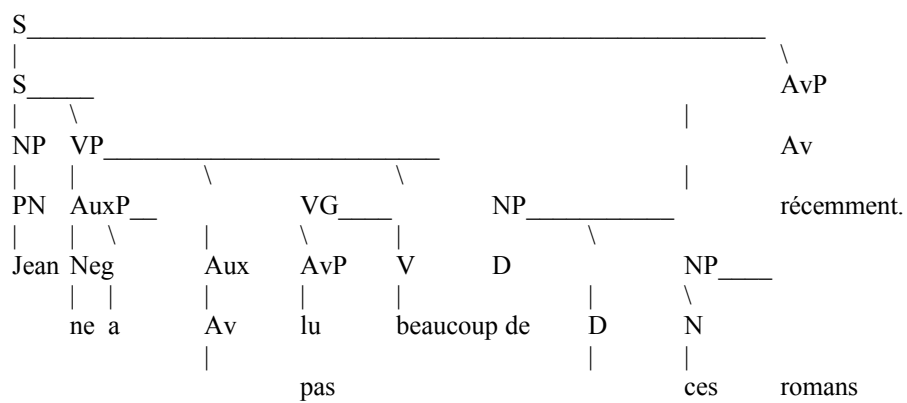 S
S AvP
NP VP Av
PN AuxP VG NP récemment.
Jean Neg Aux AvP V D NP
ne a Av lu beaucoup de D N
pas ces romans